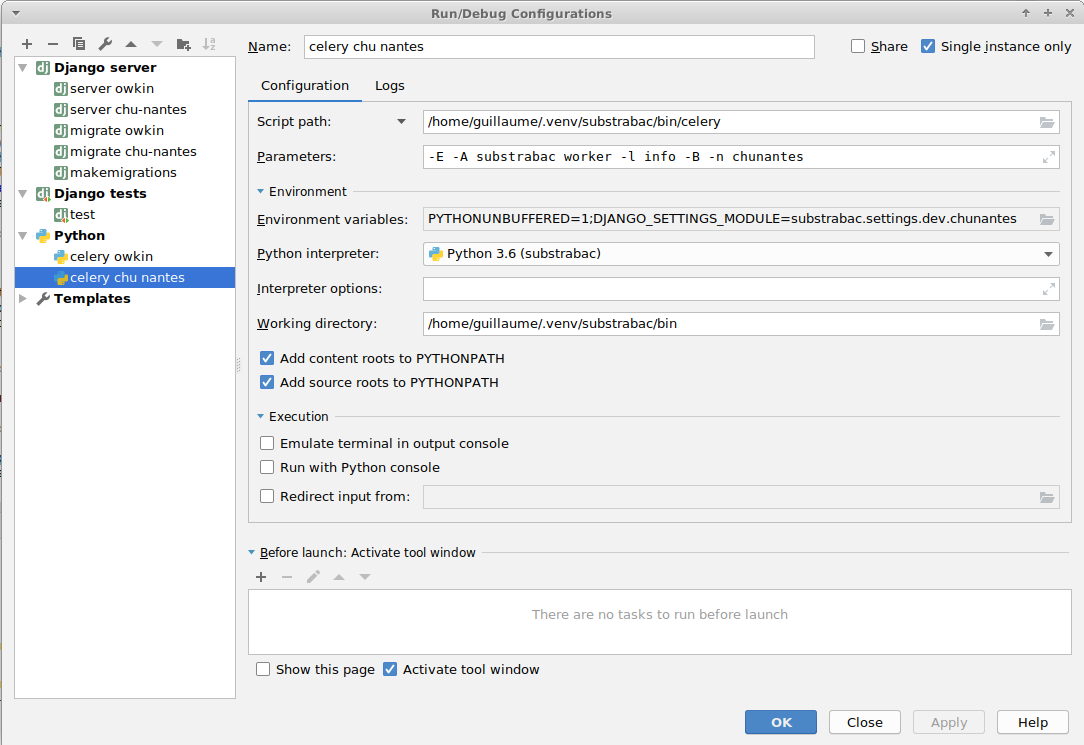 Run/Debug Configurations
Name: celery chu nantes
Share
Single instance only
Django server
server owkin
server chu-nantes
migrate owkin
migrate chu-nantes
makemigrations
Django tests
test
Python
celery owkin
celery chu nantes
Templates
Configuration Logs
Script path: /home/guillaume/.venv/substrabac/bin/celery
Parameters: -E -A substrabac worker -l info -B -n chunantes
Environment
Environment variables: PYTHONUNBUFFERED=1;DJANGO_SETTINGS_MODULE=substrabac.settings.dev.chunantes
Python interpreter: Python 3.6 (substrabac)
Interpreter options:
Working directory: /home/guillaume/.venv/substrabac/bin
Add content roots to PYTHONPATH
Add source roots to PYTHONPATH
Execution
Emulate terminal in output console
Run with Python console
Redirect input from:
Before launch: Activate tool window
There are no tasks to run before launch
Show this page Activate tool window
OK Close Apply Help